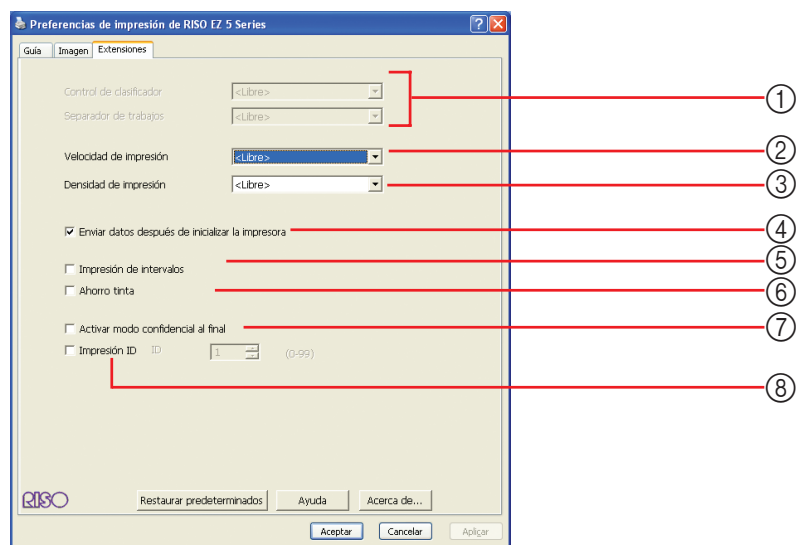 Preferencias de impresión de RISO EZ 5 Series
Guía Imagen Extensiones
Control de clasificador <Libre> ①
Separador de trabajos <Libre>
Velocidad de impresión <Libre> ②
Densidad de impresión <Libre> ③
Enviar datos después de inicializar la impresora ④
Impresión de intervalos ⑤
Ahorro tinta ⑥
Activar modo confidencial al final ⑦
Impresión ID ID 1 (0-99)
⑧
RISO Restaurar predeterminados Ayuda Acerca de...
Aceptar Cancelar Aplicar